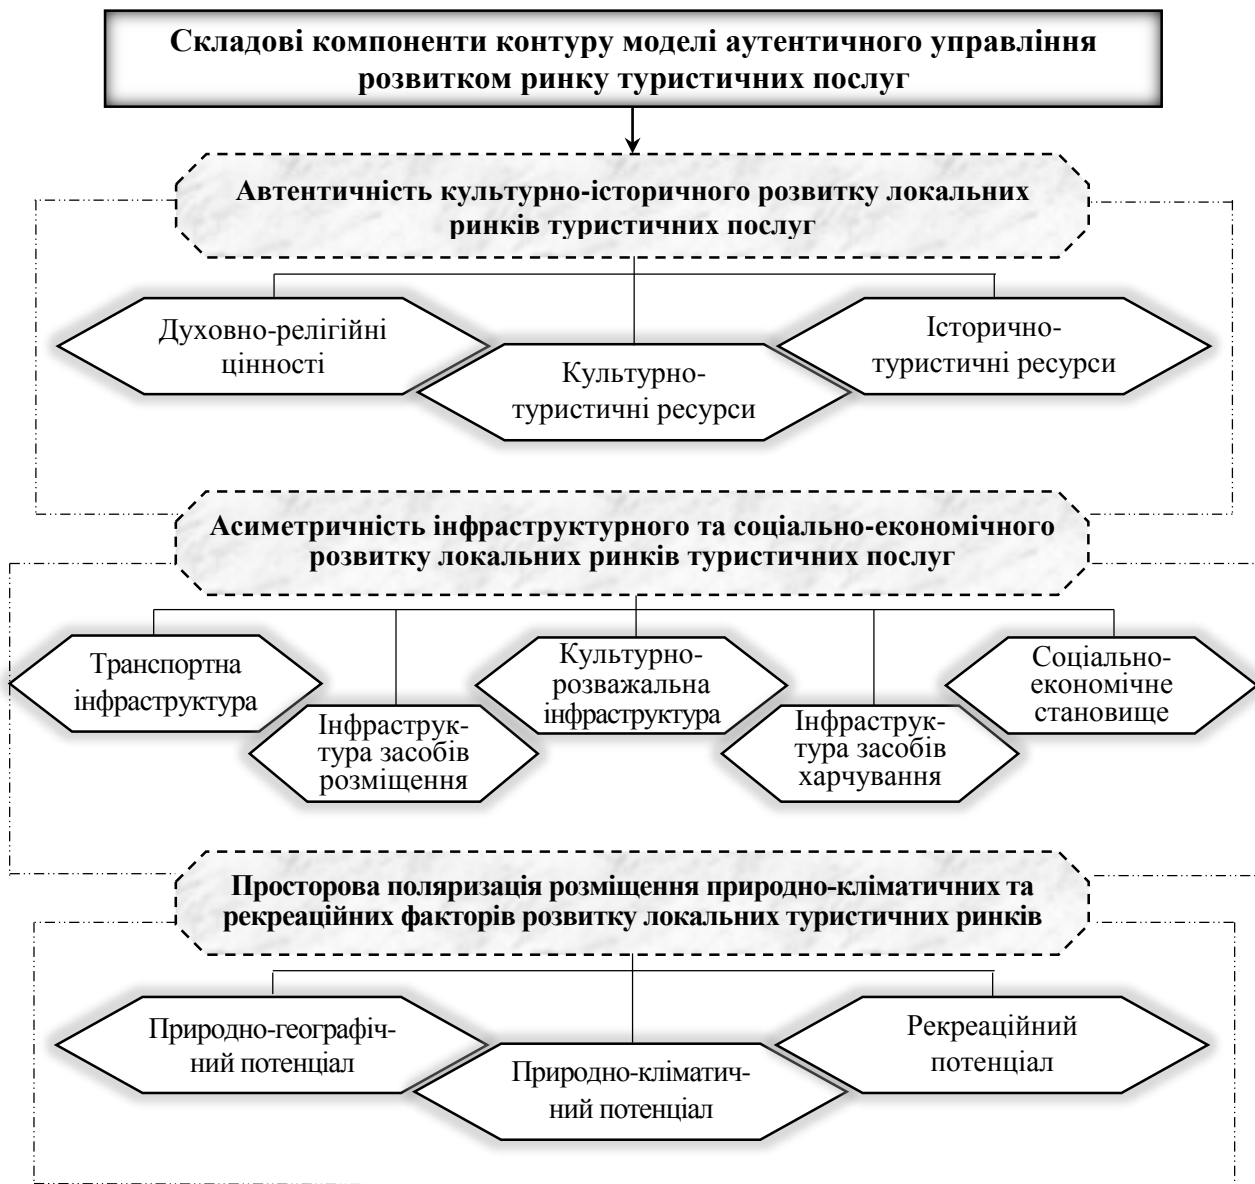 Складові компоненти контуру моделі аутентичного управління
розвитком ринку туристичних послуг
Автентичність культурно-історичного розвитку локальних
ринків туристичних послуг
Духовно-релігійні
цінності
Культурно-
туристичні ресурси
Історично-
туристичні ресурси
Асиметричність інфраструктурного та соціально-економічного
розвитку локальних ринків туристичних послуг
Транспортна
інфраструктура
Інфраструк-
тура засобів
розміщення
Культурно-
розважальна
інфраструктура
Інфраструк-
тура засобів
харчування
Соціально-
економічне
становище
Просторова поляризація розміщення природно-кліматичних та
рекреаційних факторів розвитку локальних туристичних ринків
Природно-географіч-
ний потенціал
Природно-кліматич-
ний потенціал
Рекреаційний
потенціал